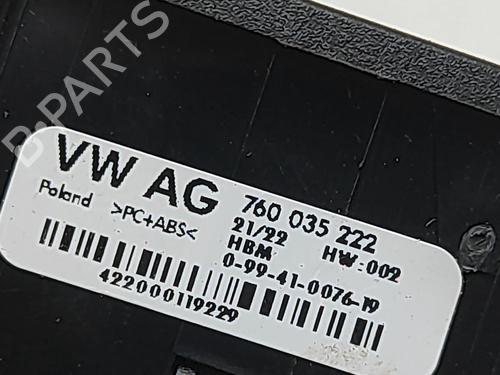 B-PARTS
VW AG 760 035 222
Poland >PC+ABS< 21/22 HW:002
HBM
0-99-41-0076-19
422000119229